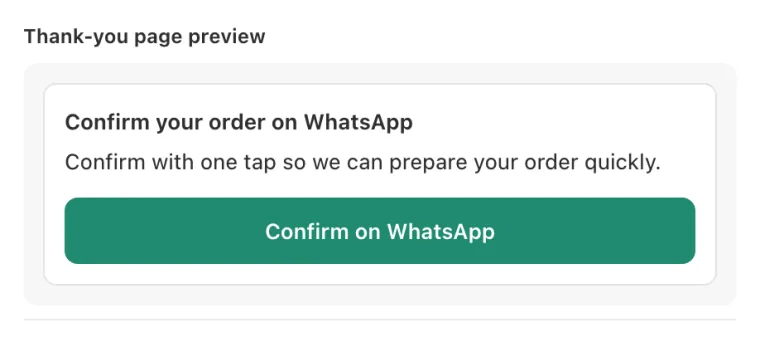 Thank-you page preview
Confirm your order on WhatsApp
Confirm with one tap so we can prepare your order quickly.
Confirm on WhatsApp